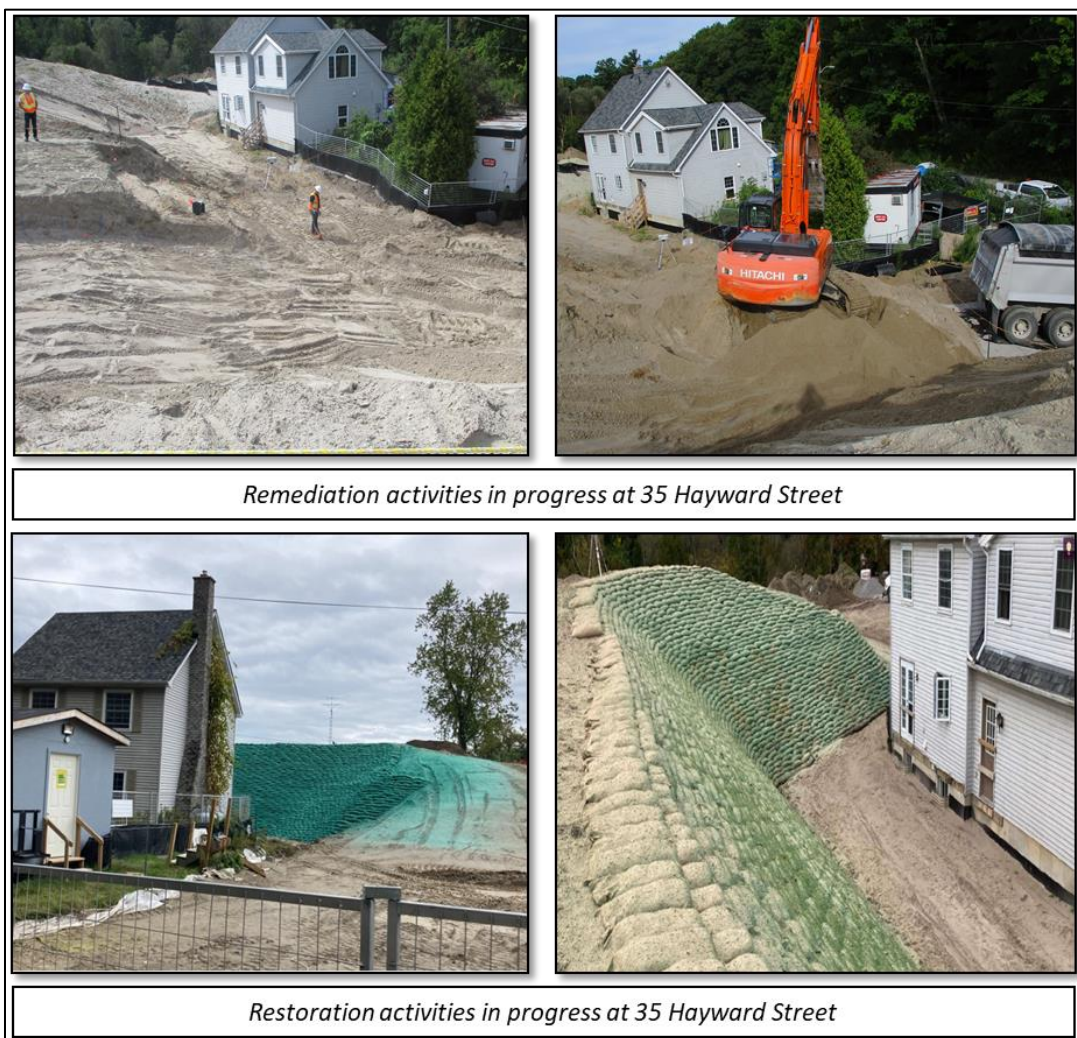 HITACHI
Remediation activities in progress at 35 Hayward Street
Restoration activities in progress at 35 Hayward Street